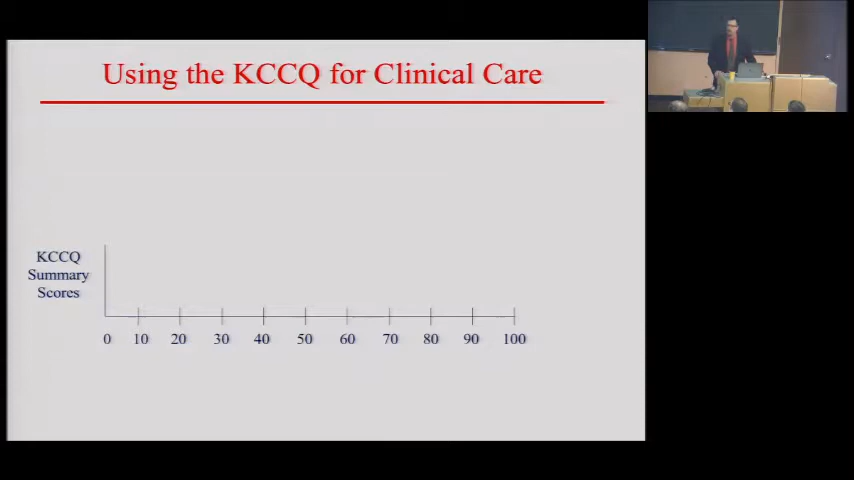 Using the KCCQ for Clinical Care
KCCQ
Summary
Scores
0 10 20 30 40 50 60 70 80 90 100